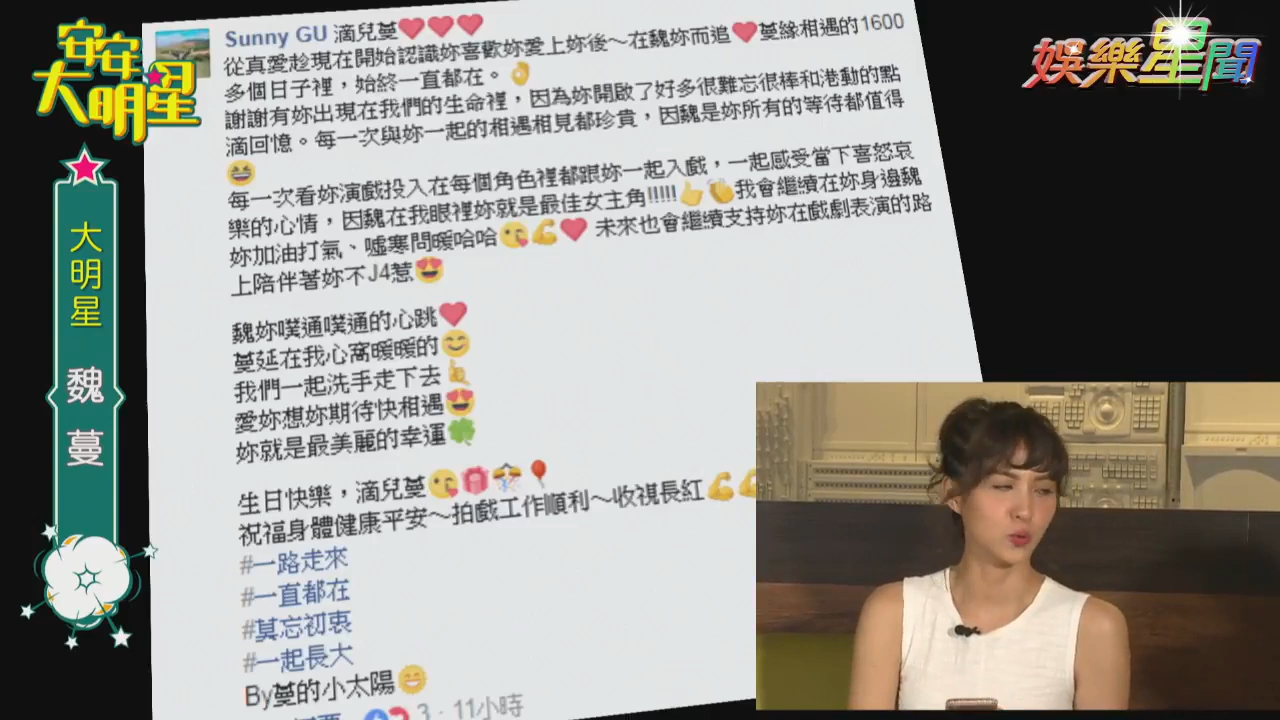 安安
大明星
大明星
魏蔓
娛樂星聞
Sunny GU 滴兒蔓❤❤❤
從真愛趁現在開始認識妳喜歡妳愛上妳後～在魏妳而追❤蔓緣相遇的1600
多個日子裡，始終一直都在。👌
謝謝有妳出現在我們的生命裡，因為妳開啟了好多很難忘很棒和港動的點
滴回憶。每一次與妳一起的相遇相見都珍貴，因魏是妳所有的等待都值得
😆
每一次看妳演戲投入在每個角色裡都跟妳一起入戲，一起感受當下喜怒哀
樂的心情，因魏在我眼裡妳就是最佳女主角!!!!!👍👏我會繼續在妳身邊魏
妳加油打氣、噓寒問暖哈哈😘💪❤ 未來也會繼續支持妳在戲劇表演的路
上陪伴著妳不J4惹😍
魏妳噗通噗通的心跳❤
蔓延在我心窩暖暖的😊
我們一起洗手走下去
愛妳想妳期待快相遇😍
妳就是最美麗的幸運🍀
生日快樂，滴兒蔓😘🎁🎊🎈
祝福身體健康平安～拍戲工作順利～收視長紅💪💪
#一路走來
#一直都在
#莫忘初衷
#一起長大
By蔓的小太陽😄
3 · 11小時